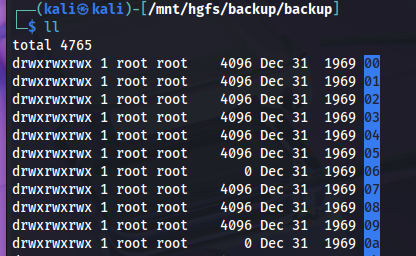 ┌──(kali㉿kali)-[/mnt/hgfs/backup/backup]
└─$ ll
total 4765
drwxrwxrwx 1 root root    4096 Dec 31  1969 00
drwxrwxrwx 1 root root    4096 Dec 31  1969 01
drwxrwxrwx 1 root root    4096 Dec 31  1969 02
drwxrwxrwx 1 root root    4096 Dec 31  1969 03
drwxrwxrwx 1 root root    4096 Dec 31  1969 04
drwxrwxrwx 1 root root    4096 Dec 31  1969 05
drwxrwxrwx 1 root root       0 Dec 31  1969 06
drwxrwxrwx 1 root root    4096 Dec 31  1969 07
drwxrwxrwx 1 root root    4096 Dec 31  1969 08
drwxrwxrwx 1 root root    4096 Dec 31  1969 09
drwxrwxrwx 1 root root       0 Dec 31  1969 0a